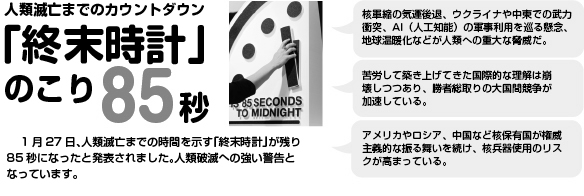 人類滅亡までのカウントダウン
「終末時計」
のこり85秒
1月27日、人類滅亡までの時間を示す「終末時計」が残り
85秒になったと発表されました。人類破滅への強い警告と
なっています。
IS 85 SECONDS
TO MIDNIGHT
核軍縮の気運後退、ウクライナや中東での武力
衝突、AI(人工知能)の軍事利用を巡る懸念、
地球温暖化などが人類への重大な脅威だ。
苦労して築き上げてきた国際的な理解は崩
壊しつつあり、勝者総取りの大国間競争が
加速している。
アメリカやロシア、中国など核保有国が権威
主義的な振る舞いを続け、核兵器使用のリス
クが高まっている。